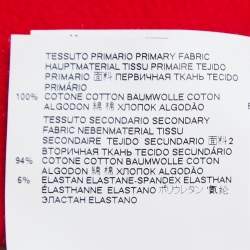 TESSUTO PRIMARIO PRIMARY FABRIC
HAUPTMATERIAL TISSU PRIMAIRE TEJIDO
PRIMARIO 面料 ПЕРВИЧНАЯ ТКАНЬ TECIDO
PRIMÁRIO
100% COTONE COTTON BAUMWOLLE COTON
ALGODON 綿 棉 ХЛОПОК ALGODÃO
TESSUTO SECONDARIO SECONDARY
FABRIC NEBENMATERIAL TISSU
SECONDAIRE TEJIDO SECUNDARIO 面料2
ВТОРИЧНАЯ ТКАНЬ TECIDO SECUNDÁRIO
94% COTONE COTTON BAUMWOLLE COTON
ALGODON 綿 棉 ХЛОПОК ALGODÃO
6% ELASTAN ELASTANE-SPANDEX ELASTHAN
ÉLASTHANNE ELASTANO ポリウレタン 氨纶
ЭЛАСТАН ELASTANO